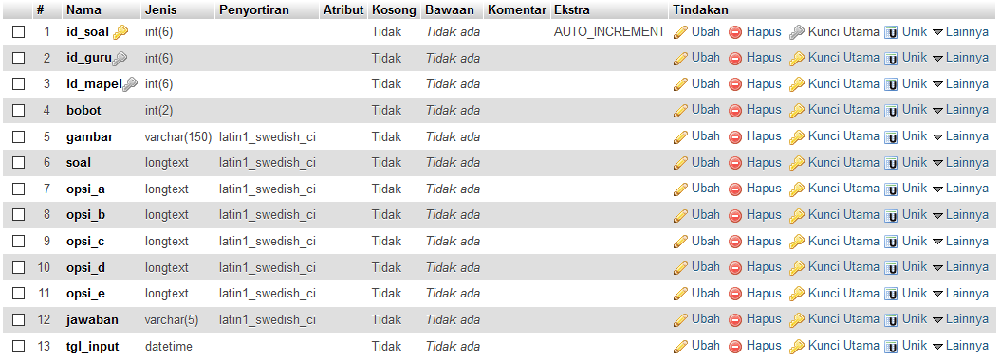 # Nama Jenis Penyortiran Atribut Kosong Bawaan Komentar Ekstra Tindakan
1 id_soal int(6) Tidak Tidak ada AUTO_INCREMENT Ubah Hapus Kunci Utama U Unik Lainnya
2 id_guru int(6) Tidak Tidak ada Ubah Hapus Kunci Utama U Unik Lainnya
3 id_mapel int(6) Tidak Tidak ada Ubah Hapus Kunci Utama U Unik Lainnya
4 bobot int(2) Tidak Tidak ada Ubah Hapus Kunci Utama U Unik Lainnya
5 gambar varchar(150) latin1_swedish_ci Tidak Tidak ada Ubah Hapus Kunci Utama U Unik Lainnya
6 soal longtext latin1_swedish_ci Tidak Tidak ada Ubah Hapus Kunci Utama U Unik Lainnya
7 opsi_a longtext latin1_swedish_ci Tidak Tidak ada Ubah Hapus Kunci Utama U Unik Lainnya
8 opsi_b longtext latin1_swedish_ci Tidak Tidak ada Ubah Hapus Kunci Utama U Unik Lainnya
9 opsi_c longtext latin1_swedish_ci Tidak Tidak ada Ubah Hapus Kunci Utama U Unik Lainnya
10 opsi_d longtext latin1_swedish_ci Tidak Tidak ada Ubah Hapus Kunci Utama U Unik Lainnya
11 opsi_e longtext latin1_swedish_ci Tidak Tidak ada Ubah Hapus Kunci Utama U Unik Lainnya
12 jawaban varchar(5) latin1_swedish_ci Tidak Tidak ada Ubah Hapus Kunci Utama U Unik Lainnya
13 tgl_input datetime Tidak Tidak ada Ubah Hapus Kunci Utama U Unik Lainnya